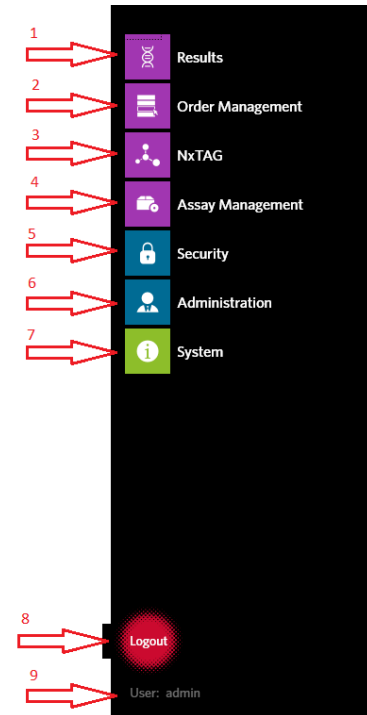 1
Results
2
Order Management
3
NxTAG
4
Assay Management
5
Security
6
Administration
7
System
8
Logout
9
User: admin